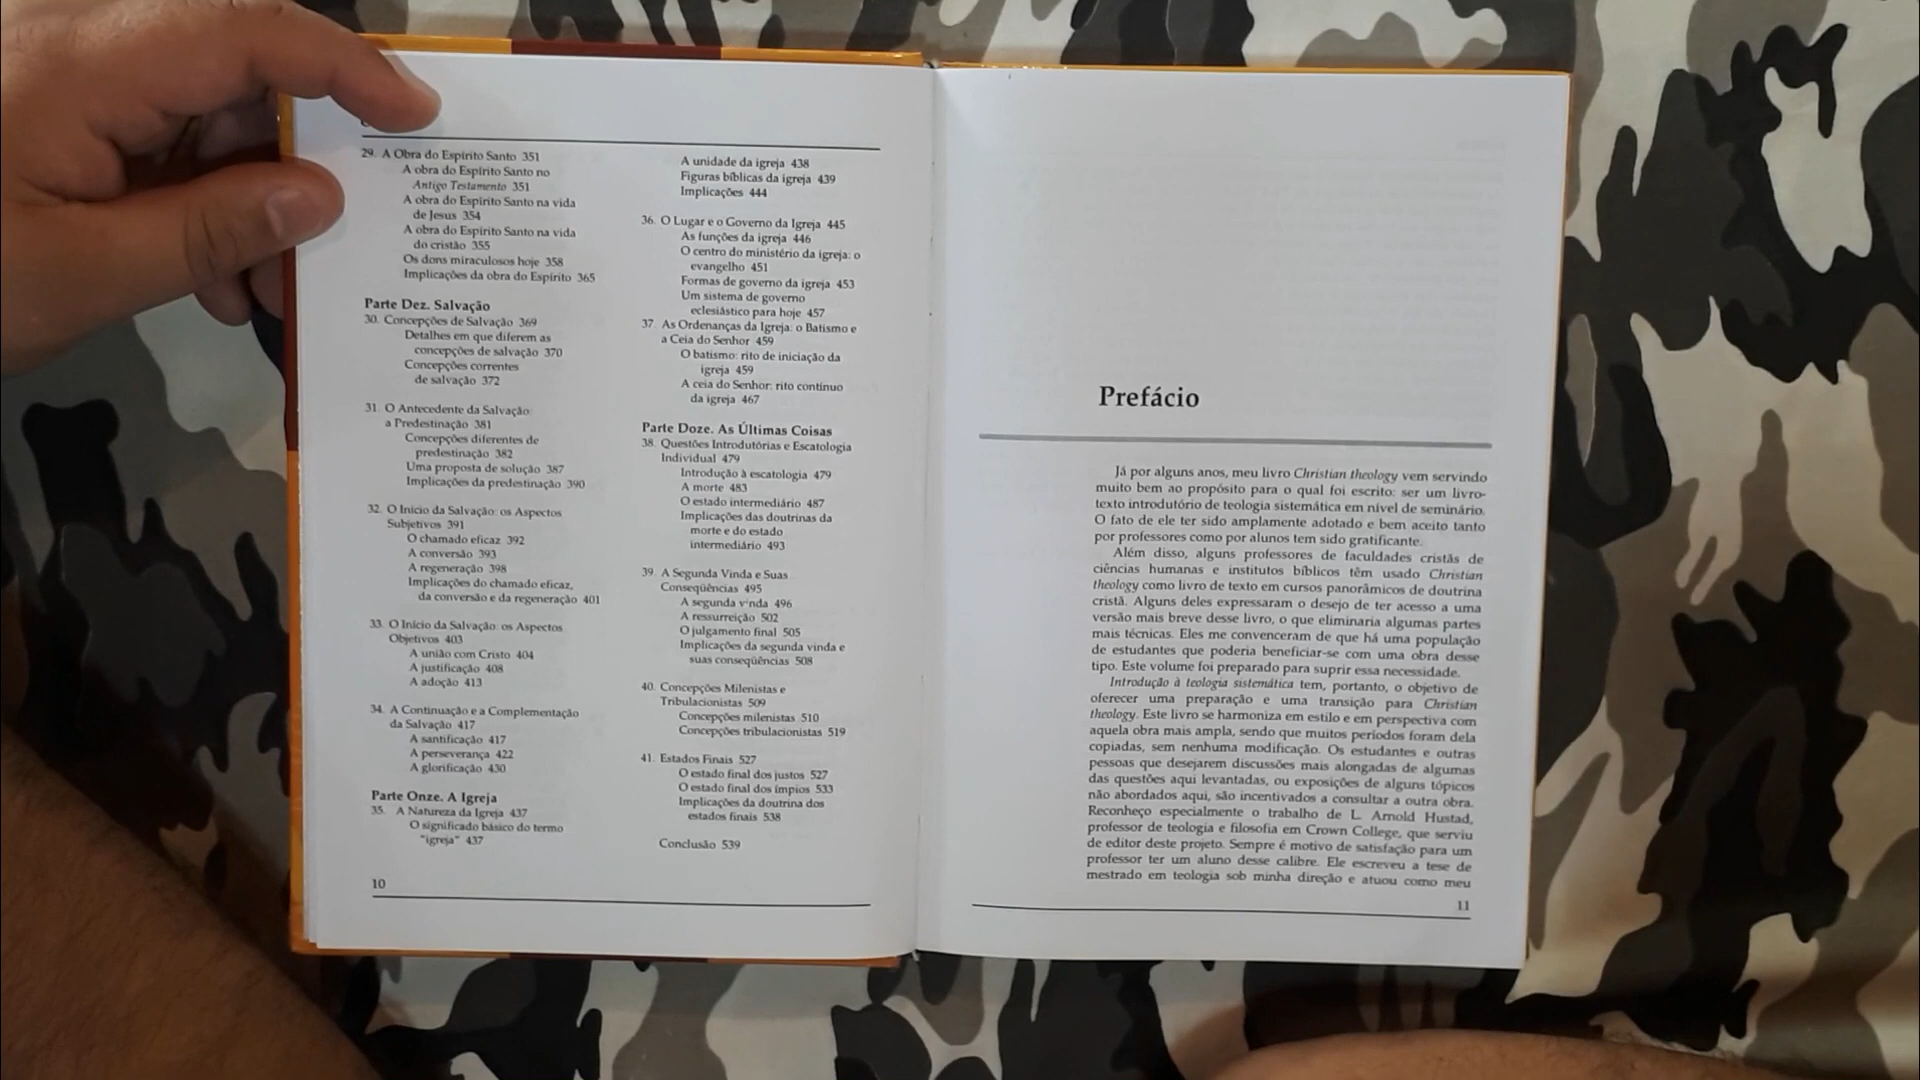 29. A Obra do Espírito Santo 351
A obra do Espírito Santo no
Antigo Testamento 351
A obra do Espírito Santo na vida
de Jesus 354
A obra do Espírito Santo na vida
do cristão 355
Os dons miraculosos hoje 358
Implicações da obra do Espírito 365
Parte Dez. Salvação
30. Concepções de Salvação 369
Detalhes em que diferem as
concepções de salvação 370
Concepções correntes
de salvação 372
31. O Antecedente da Salvação:
a Predestinação 381
Concepções diferentes de
predestinação 382
Uma proposta de solução 387
Implicações da predestinação 390
32. O Início da Salvação: os Aspectos
Subjetivos 391
O chamado eficaz 392
A conversão 393
A regeneração 398
Implicações do chamado eficaz,
da conversão e da regeneração 401
33. O Início da Salvação: os Aspectos
Objetivos 403
A união com Cristo 404
A justificação 408
A adoção 413
34. A Continuação e a Complementação
da Salvação 417
A santificação 417
A perseverança 422
A glorificação 430
Parte Onze. A Igreja
35. A Natureza da Igreja 437
O significado básico do termo
"igreja" 437
A unidade da igreja 438
Figuras bíblicas da igreja 439
Implicações 444
36. O Lugar e o Governo da Igreja 445
As funções da igreja 446
O centro do ministério da igreja: o
evangelho 451
Formas de governo da igreja 453
Um sistema de governo
eclesiástico para hoje 457
37. As Ordenanças da Igreja: o Batismo e
a Ceia do Senhor 459
O batismo: rito de iniciação da
igreja 459
A ceia do Senhor: rito contínuo
da igreja 467
Parte Doze. As Últimas Coisas
38. Questões Introdutórias e Escatologia
Individual 479
Introdução à escatologia 479
A morte 483
O estado intermediário 487
Implicações das doutrinas da
morte e do estado
intermediário 493
39. A Segunda Vinda e Suas
Conseqüências 495
A segunda vinda 496
A ressurreição 502
O julgamento final 505
Implicações da segunda vinda e
suas conseqüências 508
40. Concepções Milenistas e
Tribulacionistas 509
Concepções milenistas 510
Concepções tribulacionistas 519
41. Estados Finais 527
O estado final dos justos 527
O estado final dos ímpios 533
Implicações da doutrina dos
estados finais 538
Conclusão 539
10
Prefácio
Já por alguns anos, meu livro Christian theology vem servindo
muito bem ao propósito para o qual foi escrito: ser um livro-
texto introdutório de teologia sistemática em nível de seminário.
O fato de ele ter sido amplamente adotado e bem aceito tanto
por professores como por alunos tem sido gratificante.
Além disso, alguns professores de faculdades cristãs de
ciências humanas e institutos bíblicos têm usado Christian
theology como livro de texto em cursos panorâmicos de doutrina
cristã. Alguns deles expressaram o desejo de ter acesso a uma
versão mais breve desse livro, o que eliminaria algumas partes
mais técnicas. Eles me convenceram de que há uma população
de estudantes que poderia beneficiar-se com uma obra desse
tipo. Este volume foi preparado para suprir essa necessidade.
Introdução à teologia sistemática tem, portanto, o objetivo de
oferecer uma preparação e uma transição para Christian
theology. Este livro se harmoniza em estilo e em perspectiva com
aquela obra mais ampla, sendo que muitos períodos foram dela
copiadas, sem nenhuma modificação. Os estudantes e outras
pessoas que desejarem discussões mais alongadas de algumas
das questões aqui levantadas, ou exposições de alguns tópicos
não abordados aqui, são incentivados a consultar a outra obra.
Reconheço especialmente o trabalho de L. Arnold Hustad,
professor de teologia e filosofia em Crown College, que serviu
de editor deste projeto. Sempre é motivo de satisfação para um
professor ter um aluno desse calibre. Ele escreveu a tese de
mestrado em teologia sob minha direção e atuou como meu
11